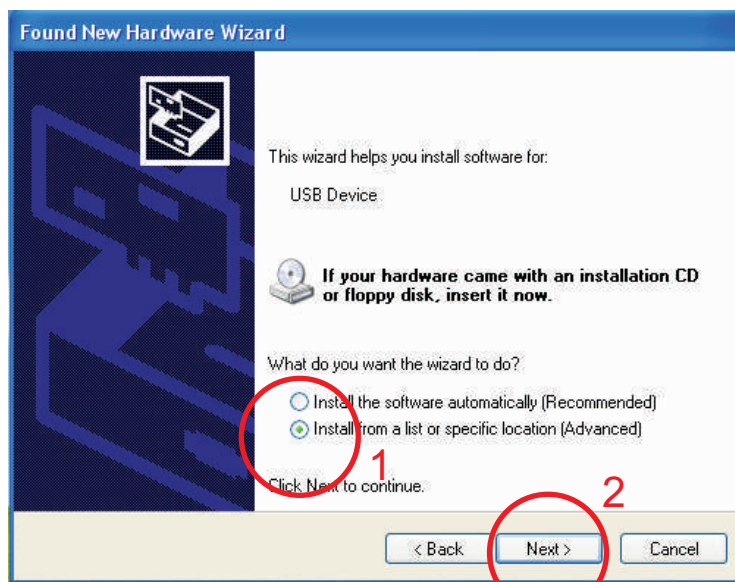 Found New Hardware Wizard
This wizard helps you install software for:
USB Device
If your hardware came with an installation CD
or floppy disk, insert it now.
What do you want the wizard to do?
Install the software automatically (Recommended)
Install from a list or specific location (Advanced)
1
Click Next to continue.
2
< Back Next > Cancel